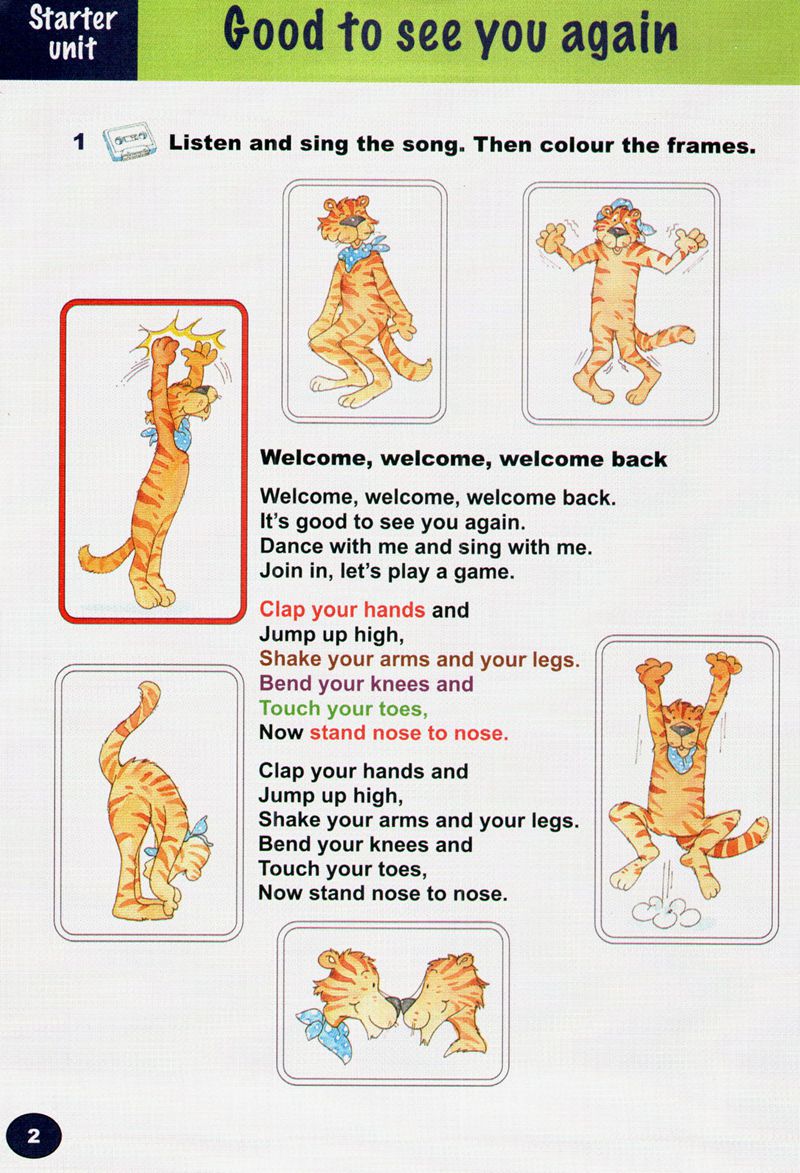 Starter
unit
Good to see you again
1 Listen and sing the song. Then colour the frames.
Welcome, welcome, welcome back
Welcome, welcome, welcome back.
It's good to see you again.
Dance with me and sing with me.
Join in, let's play a game.
Clap your hands and
Jump up high,
Shake your arms and your legs.
Bend your knees and
Touch your toes,
Now stand nose to nose.
Clap your hands and
Jump up high,
Shake your arms and your legs.
Bend your knees and
Touch your toes,
Now stand nose to nose.
2